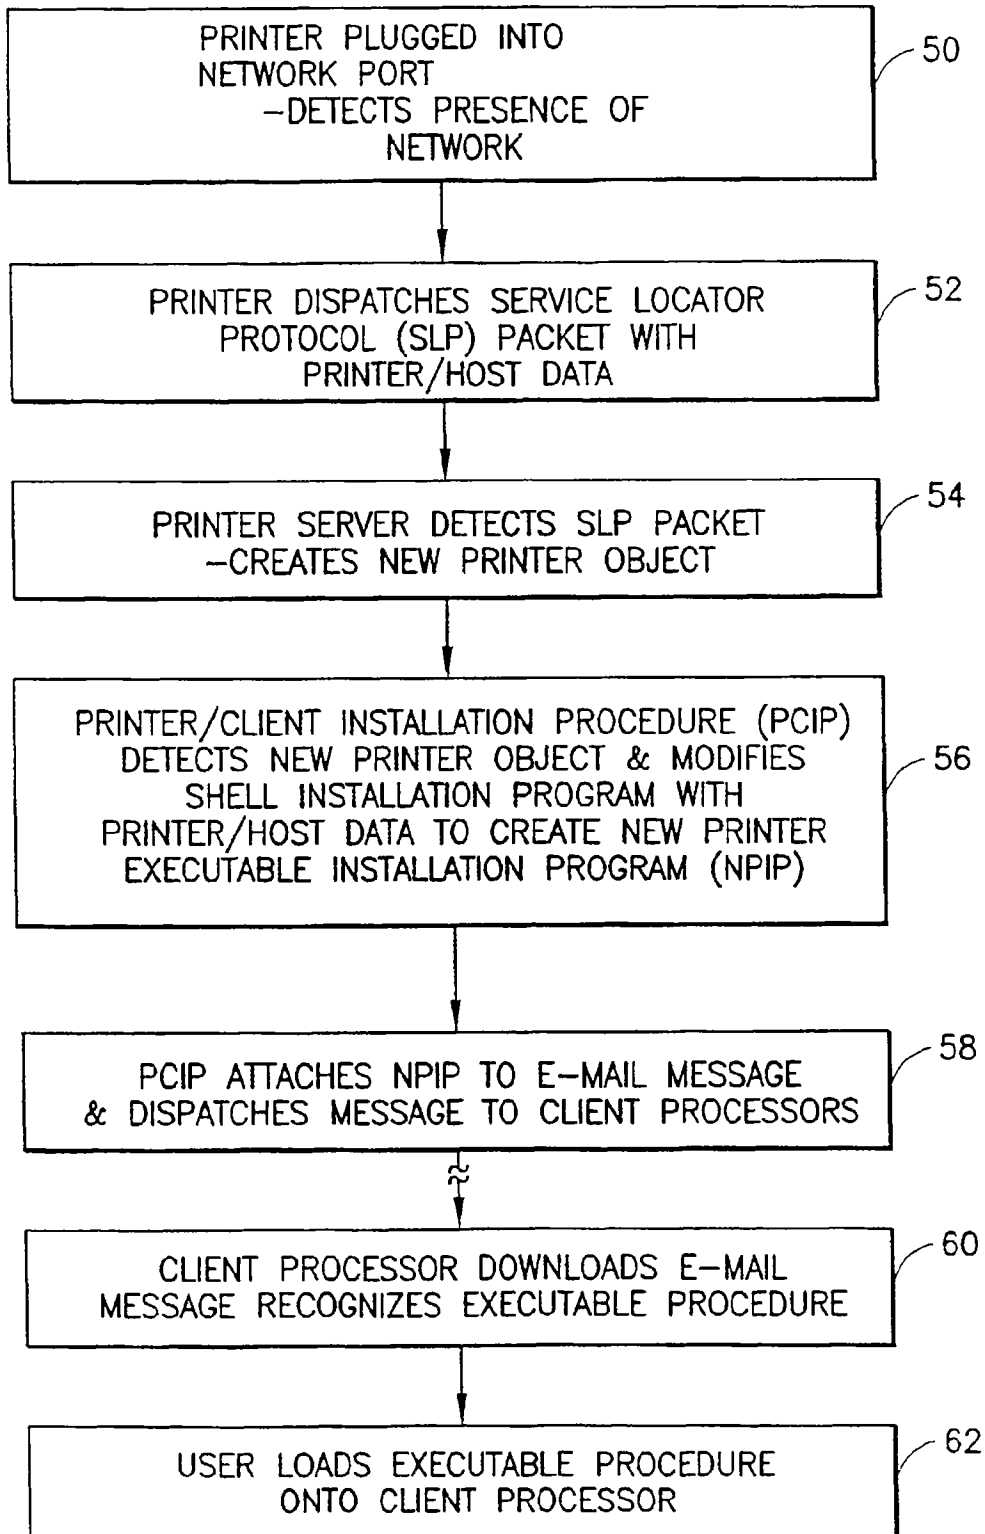 PRINTER PLUGGED INTO
NETWORK PORT
-DETECTS PRESENCE OF
NETWORK
50
PRINTER DISPATCHES SERVICE LOCATOR
PROTOCOL (SLP) PACKET WITH
PRINTER/HOST DATA
52
PRINTER SERVER DETECTS SLP PACKET
-CREATES NEW PRINTER OBJECT
54
PRINTER/CLIENT INSTALLATION PROCEDURE (PCIP)
DETECTS NEW PRINTER OBJECT & MODIFIES
SHELL INSTALLATION PROGRAM WITH
PRINTER/HOST DATA TO CREATE NEW PRINTER
EXECUTABLE INSTALLATION PROGRAM (NPIP)
56
PCIP ATTACHES NPIP TO E-MAIL MESSAGE
& DISPATCHES MESSAGE TO CLIENT PROCESSORS
58
CLIENT PROCESSOR DOWNLOADS E-MAIL
MESSAGE RECOGNIZES EXECUTABLE PROCEDURE
60
USER LOADS EXECUTABLE PROCEDURE
ONTO CLIENT PROCESSOR
62